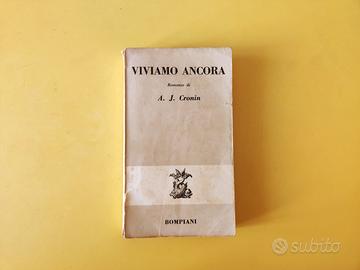 VIVIAMO ANCORA
Romanzo di
A. J. Cronin
BOMPIANI
subito